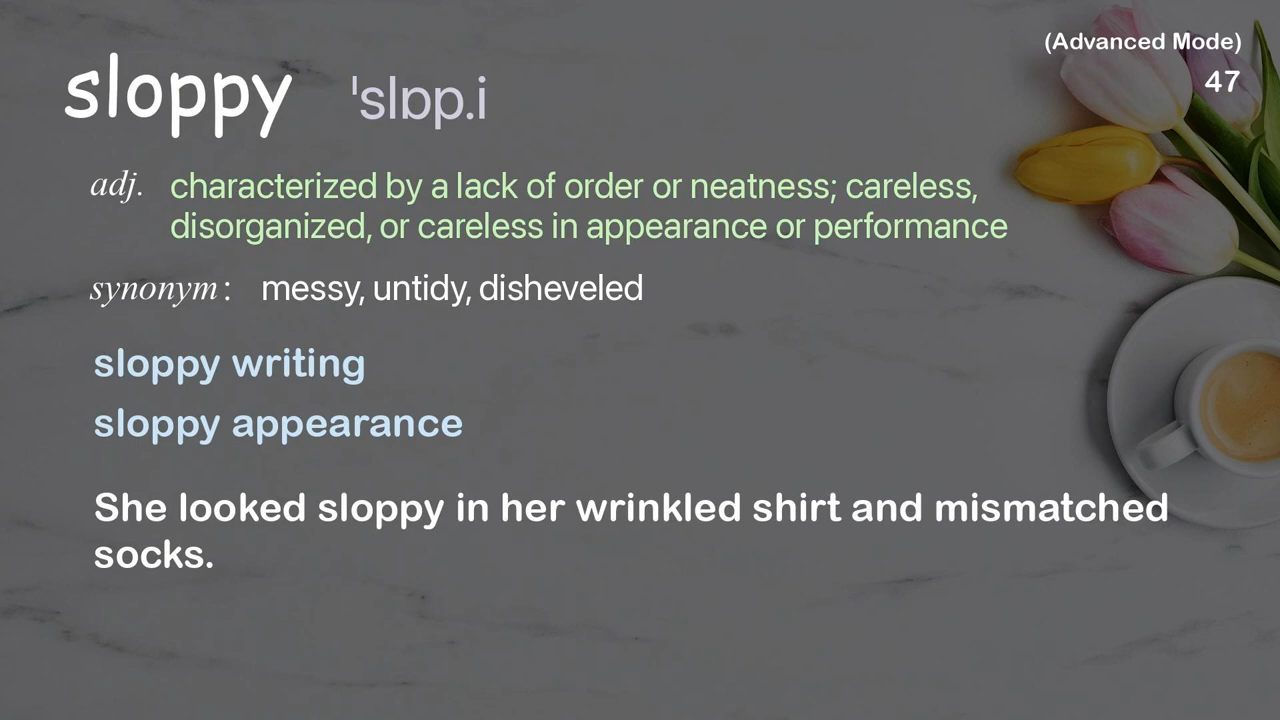 (Advanced Mode)
47
sloppy ˈslɒp.i
adj. characterized by a lack of order or neatness; careless,
disorganized, or careless in appearance or performance
synonym: messy, untidy, disheveled
sloppy writing
sloppy appearance
She looked sloppy in her wrinkled shirt and mismatched
socks.